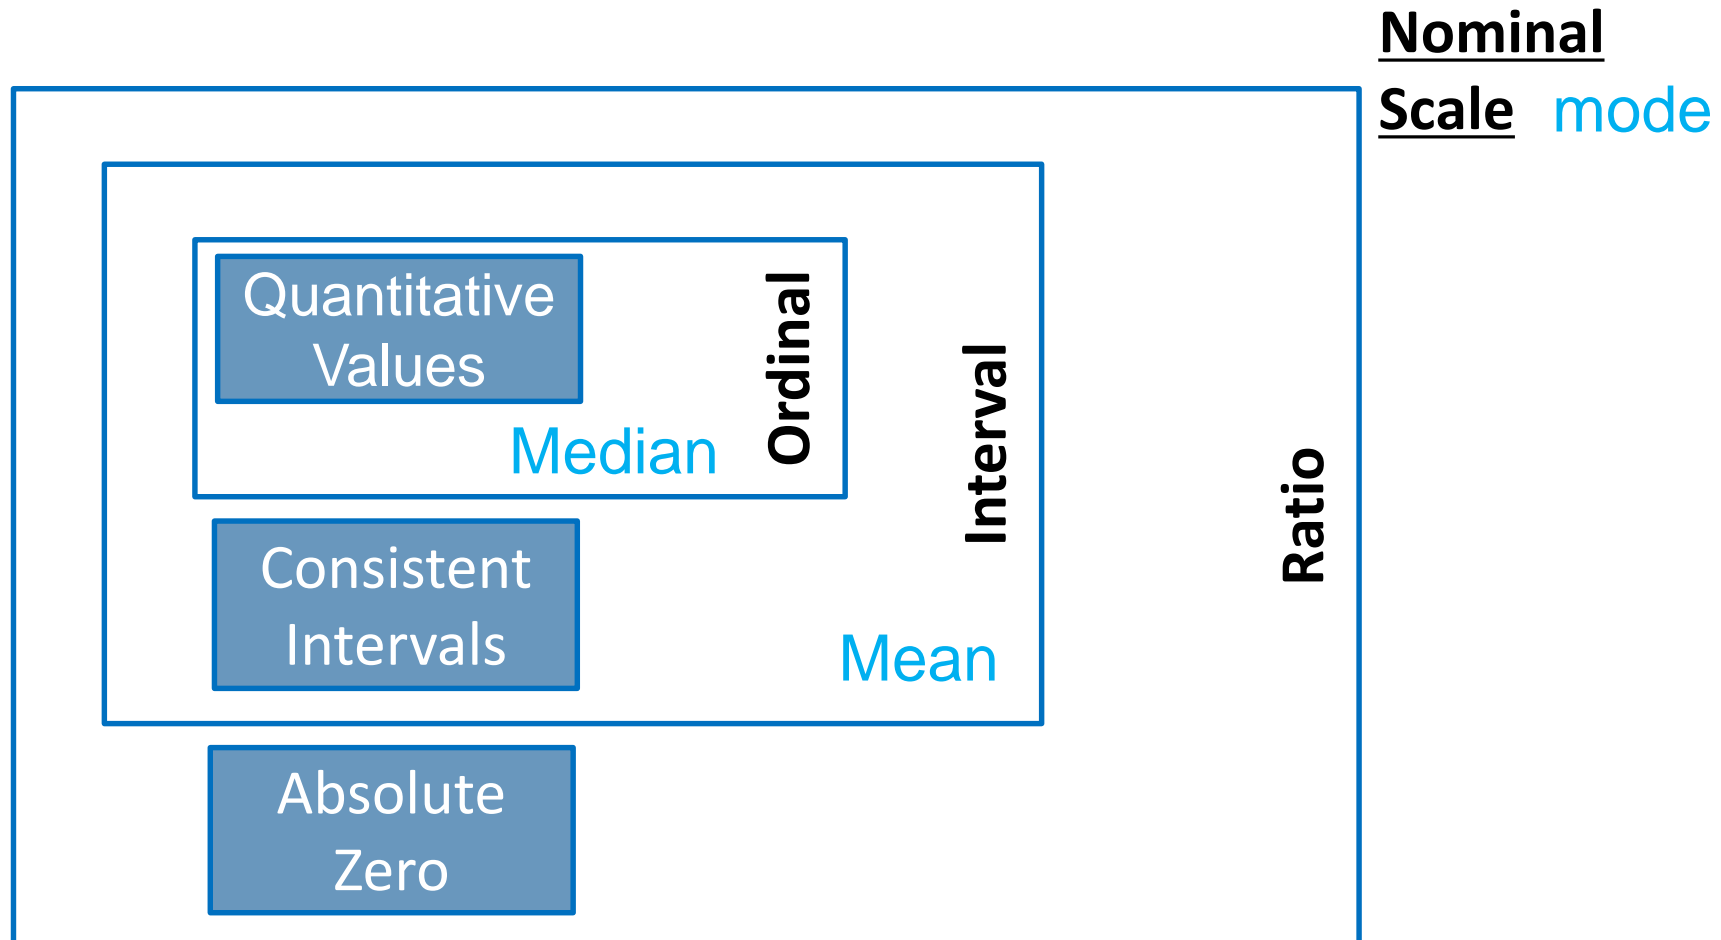 Nominal
Scale mode
Quantitative
Values
Ordinal
Median
Interval
Consistent
Intervals
Mean
Ratio
Absolute
Zero